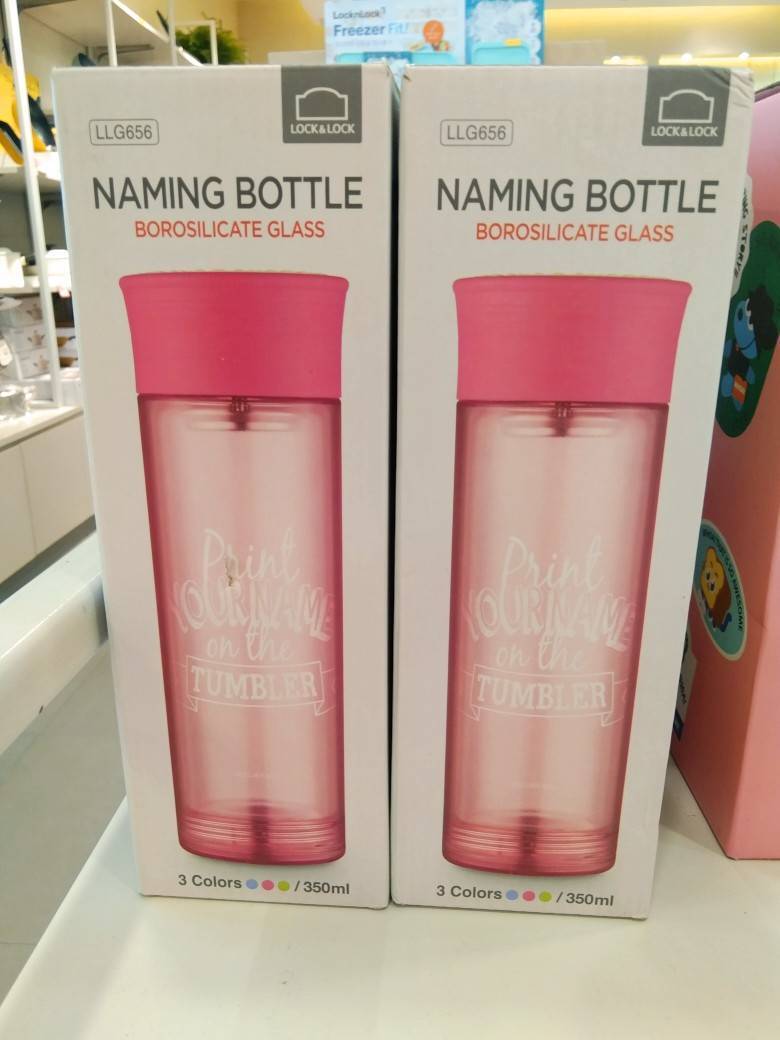 LocknLock
Freezer Fit!
LLG656
LOCK&LOCK
NAMING BOTTLE
BOROSILICATE GLASS
Print
YOUR NAME
on the
TUMBLER
3 Colors / 350ml
LLG656
LOCK&LOCK
NAMING BOTTLE
BOROSILICATE GLASS
Print
YOUR NAME
on the
TUMBLER
3 Colors / 350ml